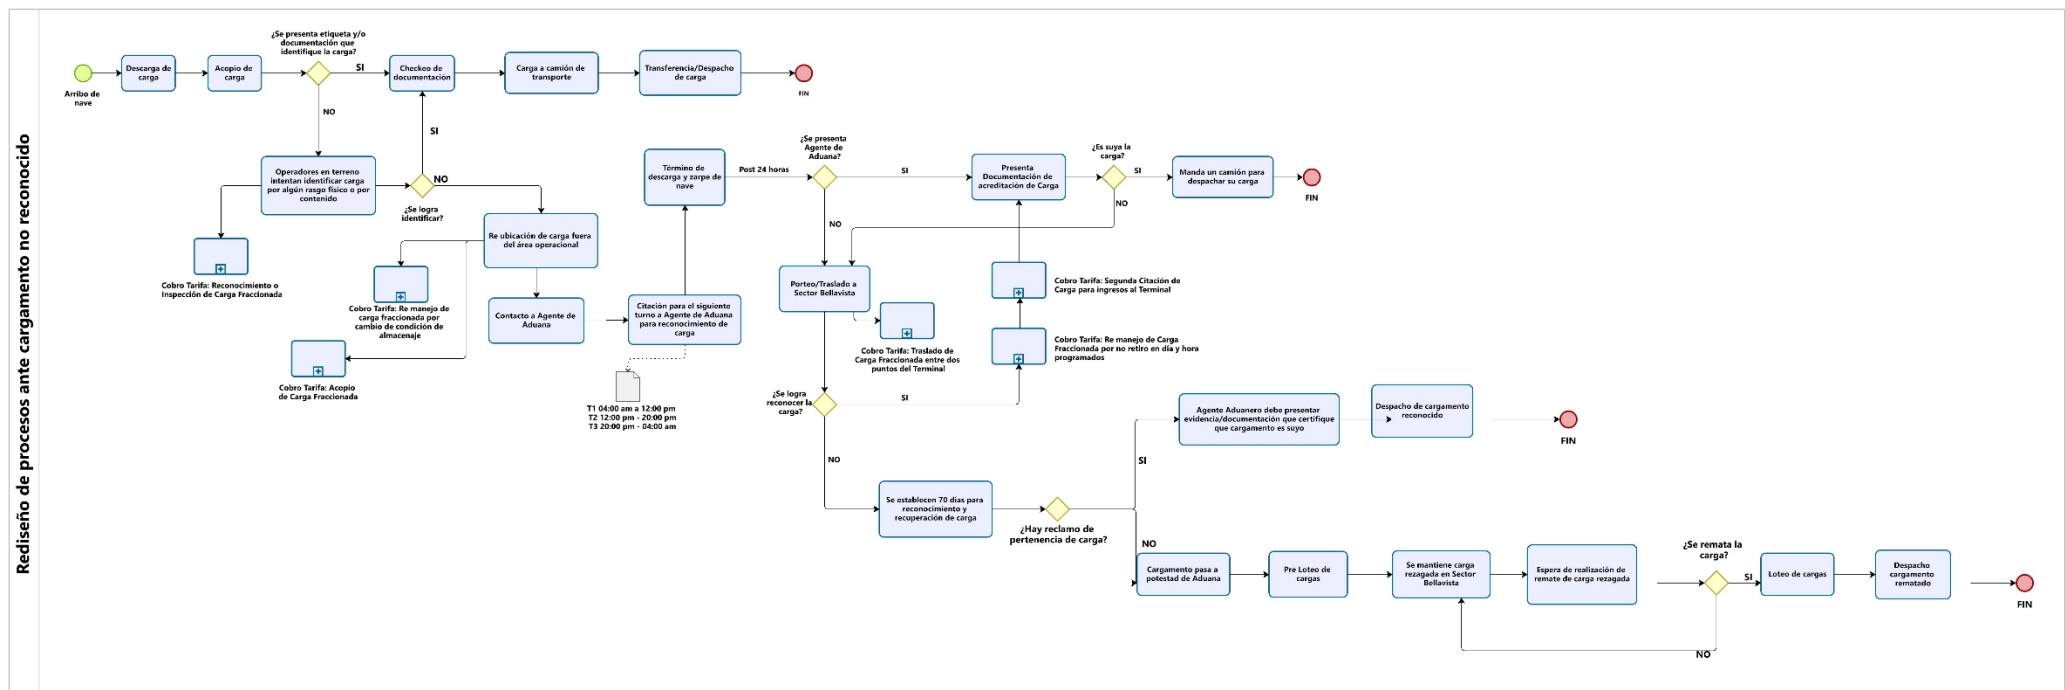 Rediseño de procesos ante cargamento no reconocido
Arribo de
nave
Descarga de
carga
Acopio de
carga
¿Se presenta etiqueta y/o
documentación que
identifique la carga?
SI
NO
Checkeo de
documentación
Carga a camión de
transporte
Transferencia/Despacho
de carga
FIN
Operadores en terreno
intentan identificar carga
por algún rasgo físico o por
contenido
SI
NO
¿Se logra
identificar?
Cobro Tarifa: Reconocimiento o
Inspección de Carga Fraccionada
Re ubicación de carga fuera
del área operacional
Cobro Tarifa: Re manejo de
carga fraccionada por
cambio de condición de
almacenaje
Cobro Tarifa: Acopio
de Carga Fraccionada
Contacto a Agente de
Aduana
Citación para el siguiente
turno a Agente de Aduana
para reconocimiento de
carga
T1 04:00 am a 12:00 pm
T2 12:00 pm - 20:00 pm
T3 20:00 pm - 04:00 am
Término de
descarga y zarpe de
nave
Post 24 horas
¿Se presenta
Agente de
Aduana?
SI
NO
Presenta
Documentación de
acreditación de Carga
¿Es suya la
carga?
SI
NO
Manda un camión para
despachar su carga
FIN
Porteo/Traslado a
Sector Bellavista
Cobro Tarifa: Traslado de
Carga Fraccionada entre dos
puntos del Terminal
Cobro Tarifa: Segunda Citación de
Carga para ingresos al Terminal
Cobro Tarifa: Re manejo de Carga
Fraccionada por no retiro en día y hora
programados
¿Se logra
reconocer la
carga?
SI
NO
Se establecen 70 días para
reconocimiento y
recuperación de carga
¿Hay reclamo de
pertenencia de carga?
SI
NO
Agente Aduanero debe presentar
evidencia/documentación que certifique
que cargamento es suyo
Despacho de cargamento
reconocido
FIN
Cargamento pasa a
potestad de Aduana
Pre Loteo de
cargas
Se mantiene carga
rezagada en Sector
Bellavista
Espera de realización de
remate de carga rezagada
¿Se remata la
carga?
SI
NO
Loteo de cargas
Despacho
cargamento
rematado
FIN